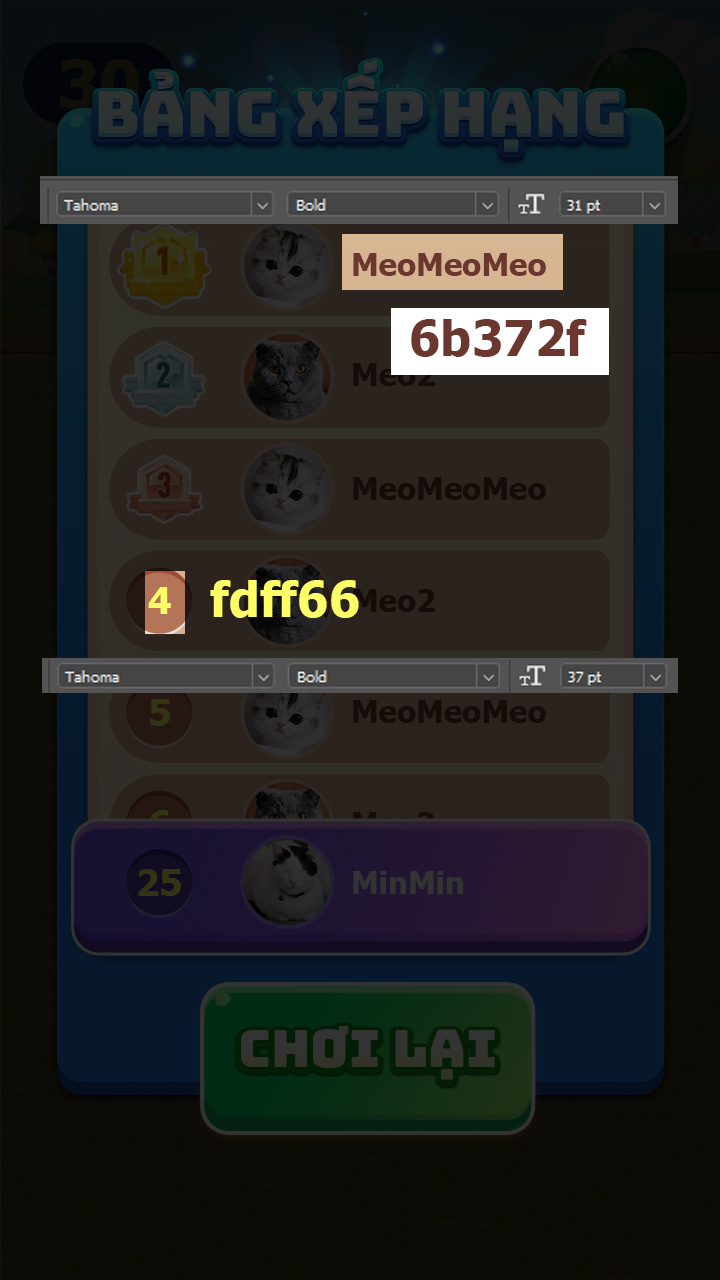 30
BẢNG XẾP HẠNG
Tahoma Bold 31 pt
1 MeoMeoMeo
6b372f
2 Meo2
3 MeoMeoMeo
4 fdff66 Meo2
Tahoma Bold 37 pt
5 MeoMeoMeo
6
25 MinMin
CHƠI LẠI